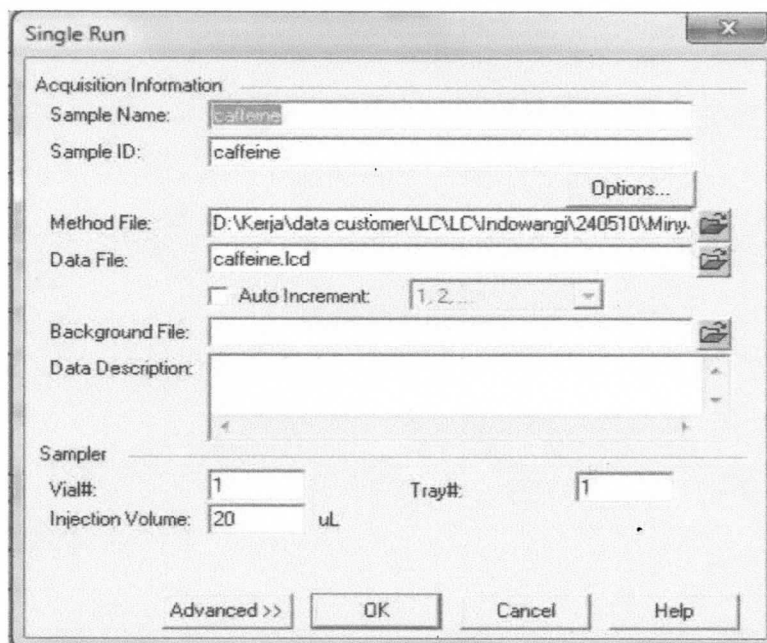 Single Run
Acquisition Information
Sample Name: caffeine
Sample ID: caffeine
Options...
Method File: D:\Kerja\data customer\LC\LC\Indowangi\240510\Miny
Data File: caffeine.lcd
Auto Increment: 1, 2, ...
Background File:
Data Description:
Sampler
Vial#: 1 Tray#: 1
Injection Volume: 20 uL
Advanced >> OK Cancel Help